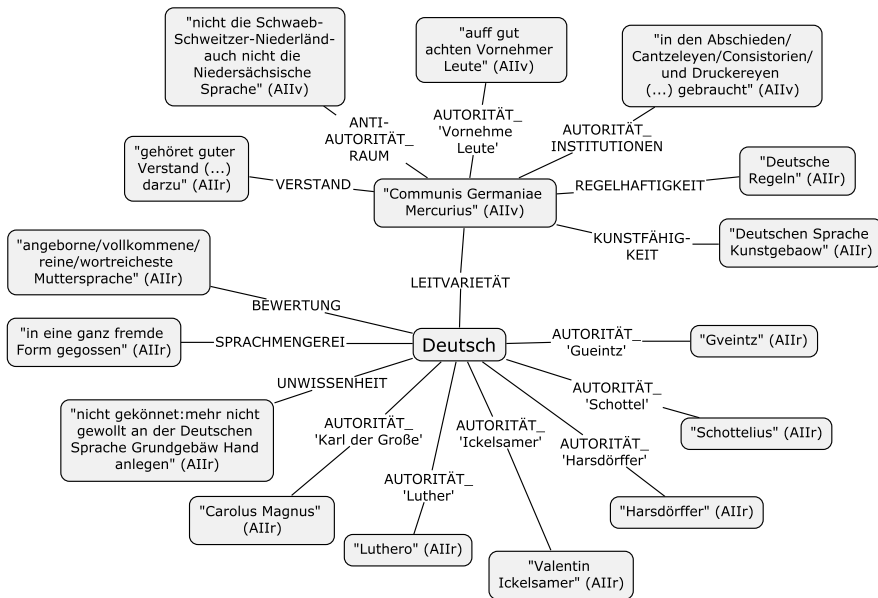 "nicht die Schwaeb-
Schweitzer-Niederländ-
auch nicht die
Niedersächsische
Sprache" (AIIv)
"auff gut
achten Vornehmer
Leute" (AIIv)
"in den Abschieden/
Cantzeleyen/Consistorien/
und Druckereyen
(...) gebraucht" (AIIv)
ANTI-
AUTORITÄT_
RAUM
AUTORITÄT_
'Vornehme
Leute'
AUTORITÄT_
INSTITUTIONEN
"gehöret guter
Verstand (...)
darzu" (AIIr)
VERSTAND
"Communis Germaniae
Mercurius" (AIIv)
REGELHAFTIGKEIT
"Deutsche
Regeln" (AIIr)
KUNSTFÄHIG-
KEIT
"Deutschen Sprache
Kunstgebaow" (AIIr)
"angeborne/vollkommene/
reine/wortreicheste
Muttersprache" (AIIr)
LEITVARIETÄT
BEWERTUNG
"in eine ganz fremde
Form gegossen" (AIIr)
SPRACHMENGEREI
Deutsch
AUTORITÄT_
'Gueintz'
"Gveintz" (AIIr)
UNWISSENHEIT
AUTORITÄT_
'Schottel'
"Schottelius" (AIIr)
"nicht gekönnet:mehr nicht
gewollt an der Deutschen
Sprache Grundgebäw Hand
anlegen" (AIIr)
AUTORITÄT_
'Karl der Große'
AUTORITÄT_
'Ickelsamer'
AUTORITÄT_
'Harsdörffer'
AUTORITÄT_
'Luther'
"Carolus Magnus"
(AIIr)
"Harsdörffer" (AIIr)
"Luthero" (AIIr)
"Valentin
Ickelsamer" (AIIr)